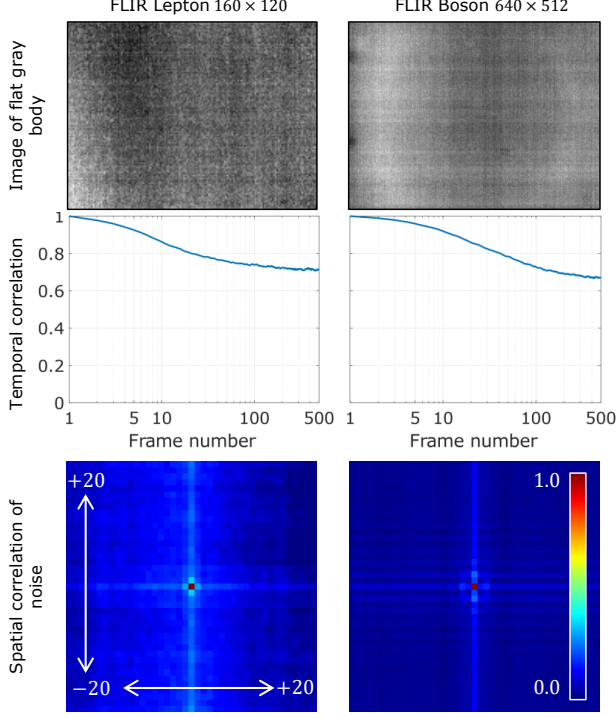 FLIR Lepton 160 × 120
FLIR Boson 640 × 512
Image of flat gray
body
Temporal correlation
1
0.8
0.6
0.4
0.2
0
1 5 10 100 500
Frame number
1 5 10 100 500
Frame number
Spatial correlation of
noise
+20
−20
+20
1.0
0.0